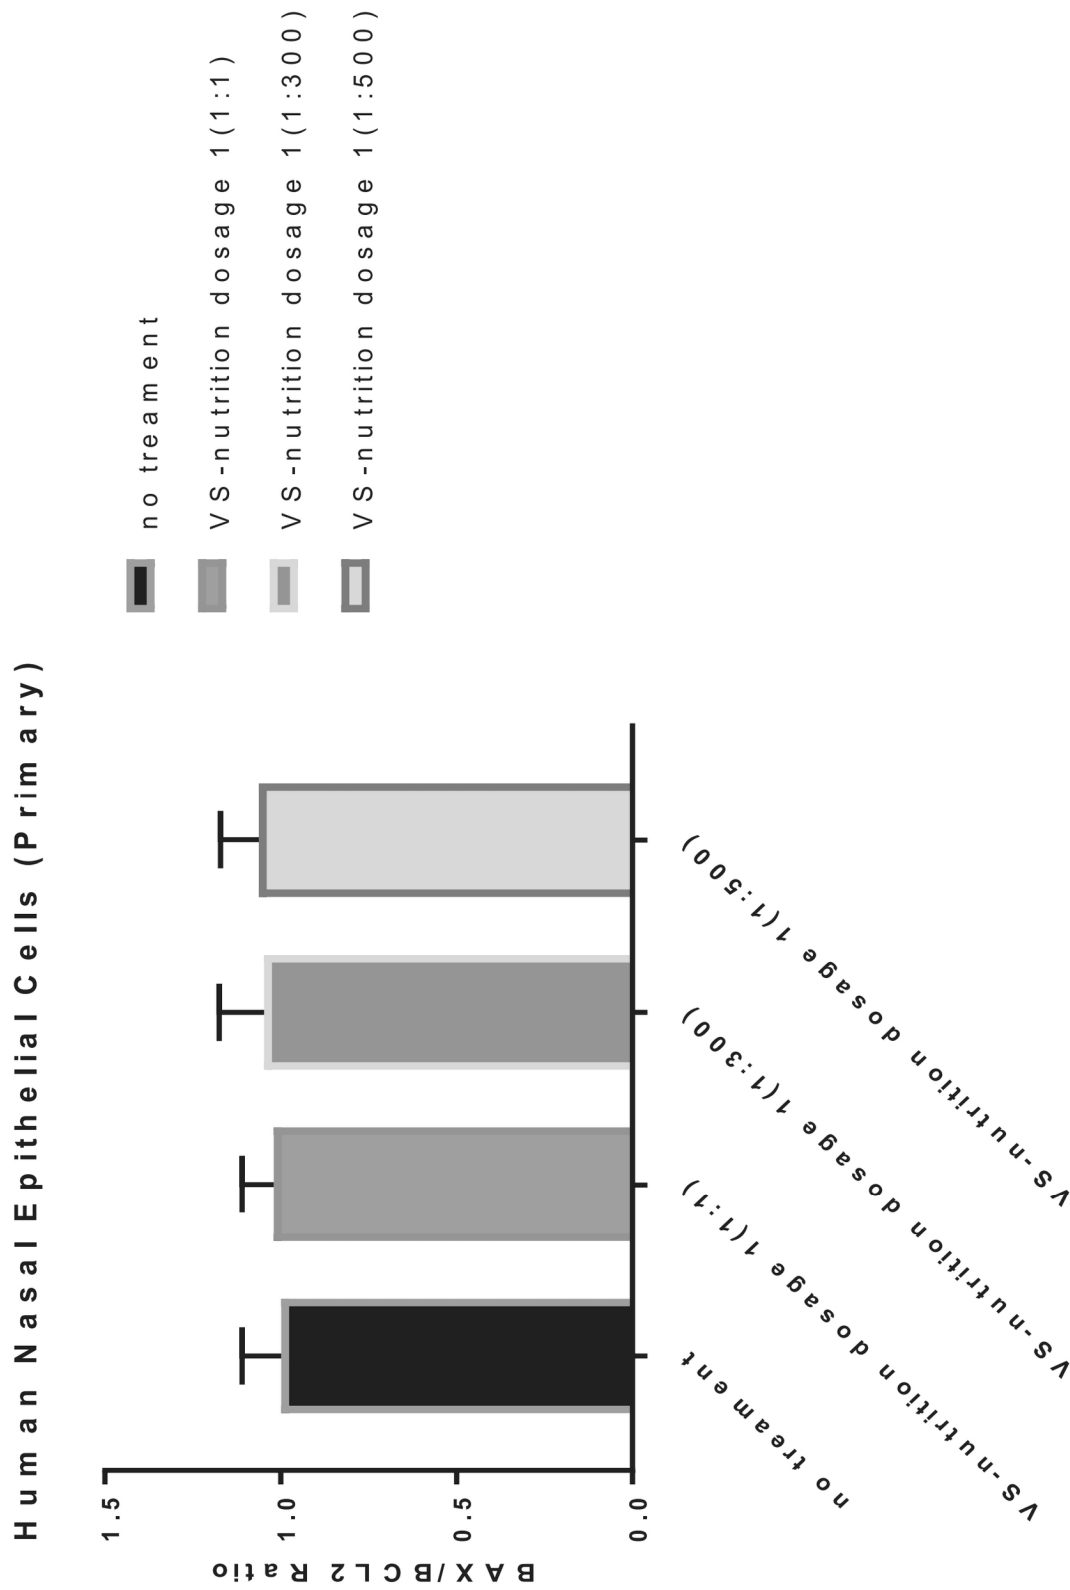 Human Nasal Epithelial Cells (Primary)
BAX/BCL2 Ratio
1.5
1.0
0.5
0.0
no treament
VS-nutrition dosage 1(1:1)
VS-nutrition dosage 1(1:300)
VS-nutrition dosage 1(1:500)
no treament
VS-nutrition dosage 1(1:1)
VS-nutrition dosage 1(1:300)
VS-nutrition dosage 1(1:500)